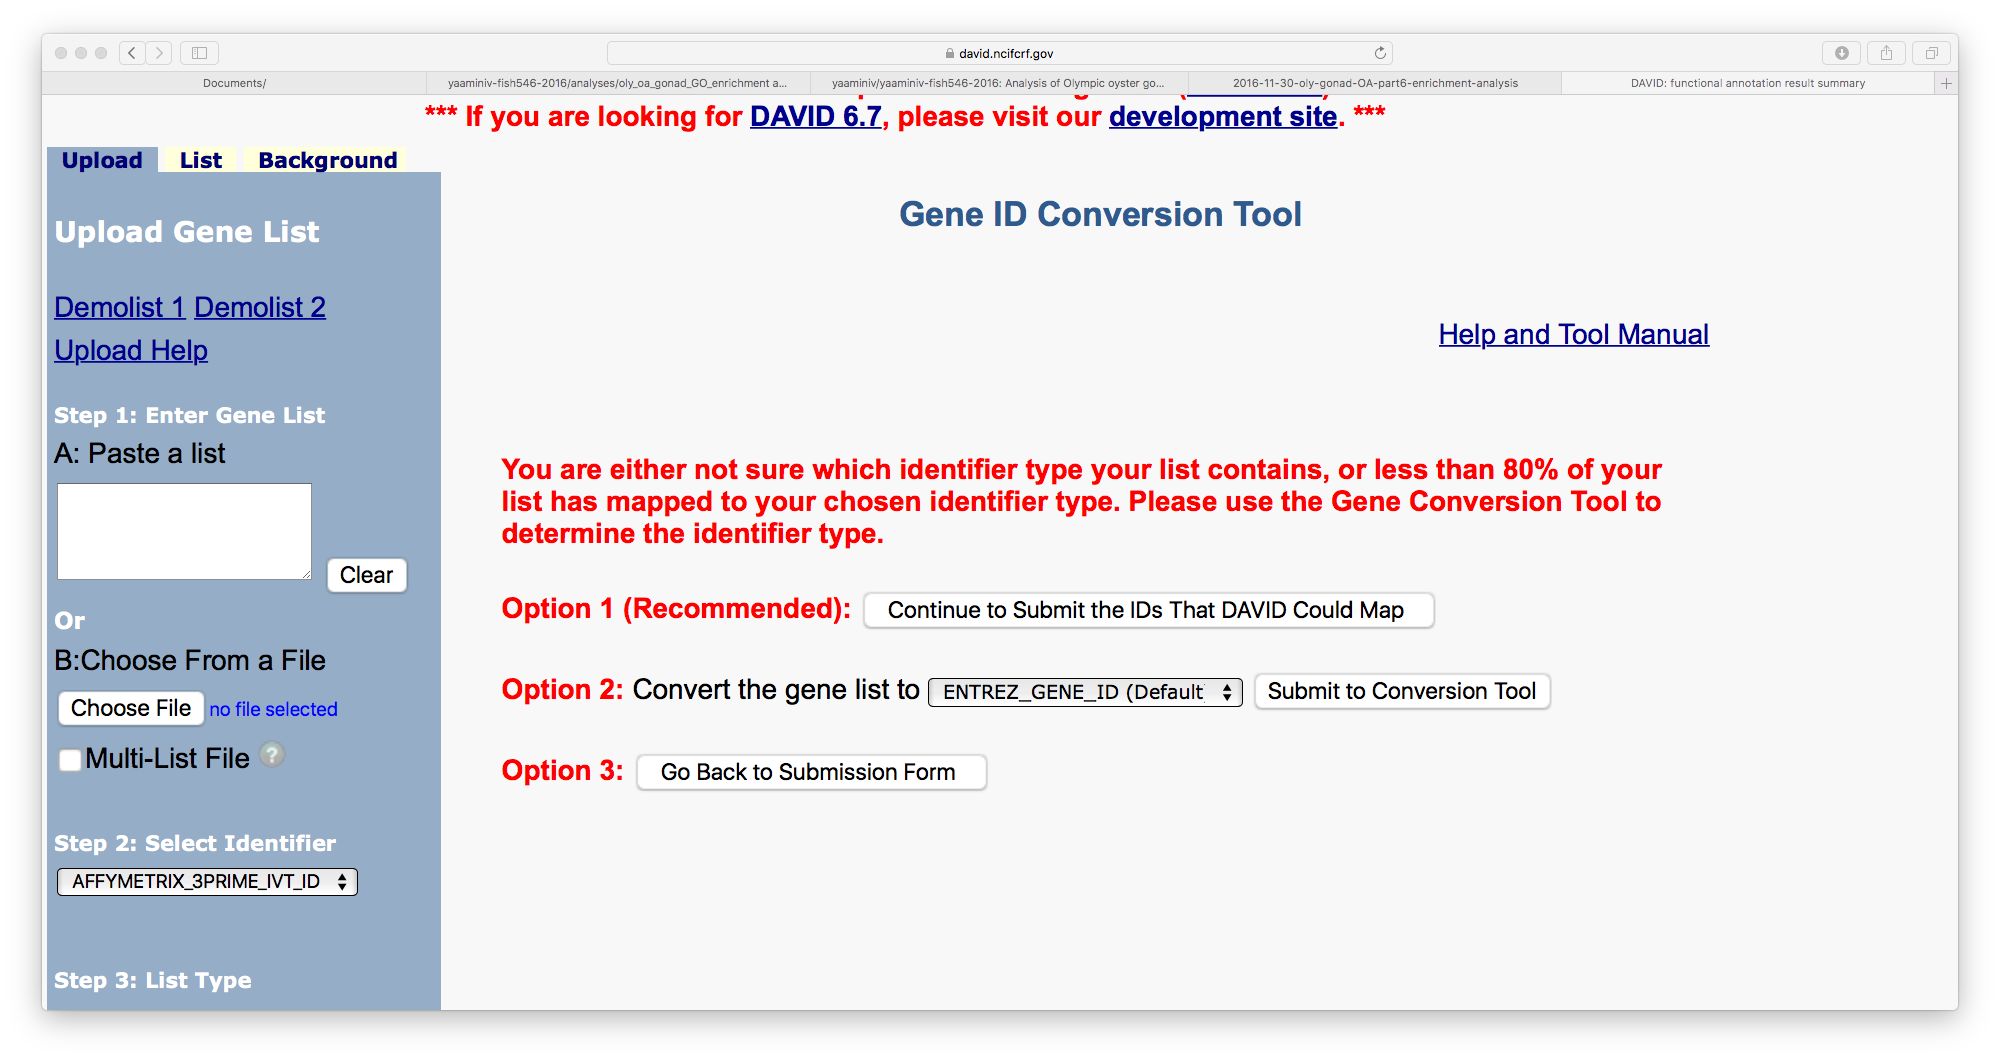 david.ncifcrf.gov
Documents/
yaaminiv-fish546-2016/analyses/oly_oa_gonad_GO_enrichment a...
yaaminiv/yaaminiv-fish546-2016: Analysis of Olympic oyster go...
2016-11-30-oly-gonad-OA-part6-enrichment-analysis
DAVID: functional annotation result summary
*** If you are looking for DAVID 6.7, please visit our development site. ***
Upload List Background
Gene ID Conversion Tool
Upload Gene List
Demolist 1 Demolist 2
Upload Help
Help and Tool Manual
Step 1: Enter Gene List
A: Paste a list
Clear
Or
B:Choose From a File
Choose File no file selected
Multi-List File ?
Step 2: Select Identifier
AFFYMETRIX_3PRIME_IVT_ID
Step 3: List Type
You are either not sure which identifier type your list contains, or less than 80% of your
list has mapped to your chosen identifier type. Please use the Gene Conversion Tool to
determine the identifier type.
Option 1 (Recommended): Continue to Submit the IDs That DAVID Could Map
Option 2: Convert the gene list to ENTREZ_GENE_ID (Default Submit to Conversion Tool
Option 3: Go Back to Submission Form